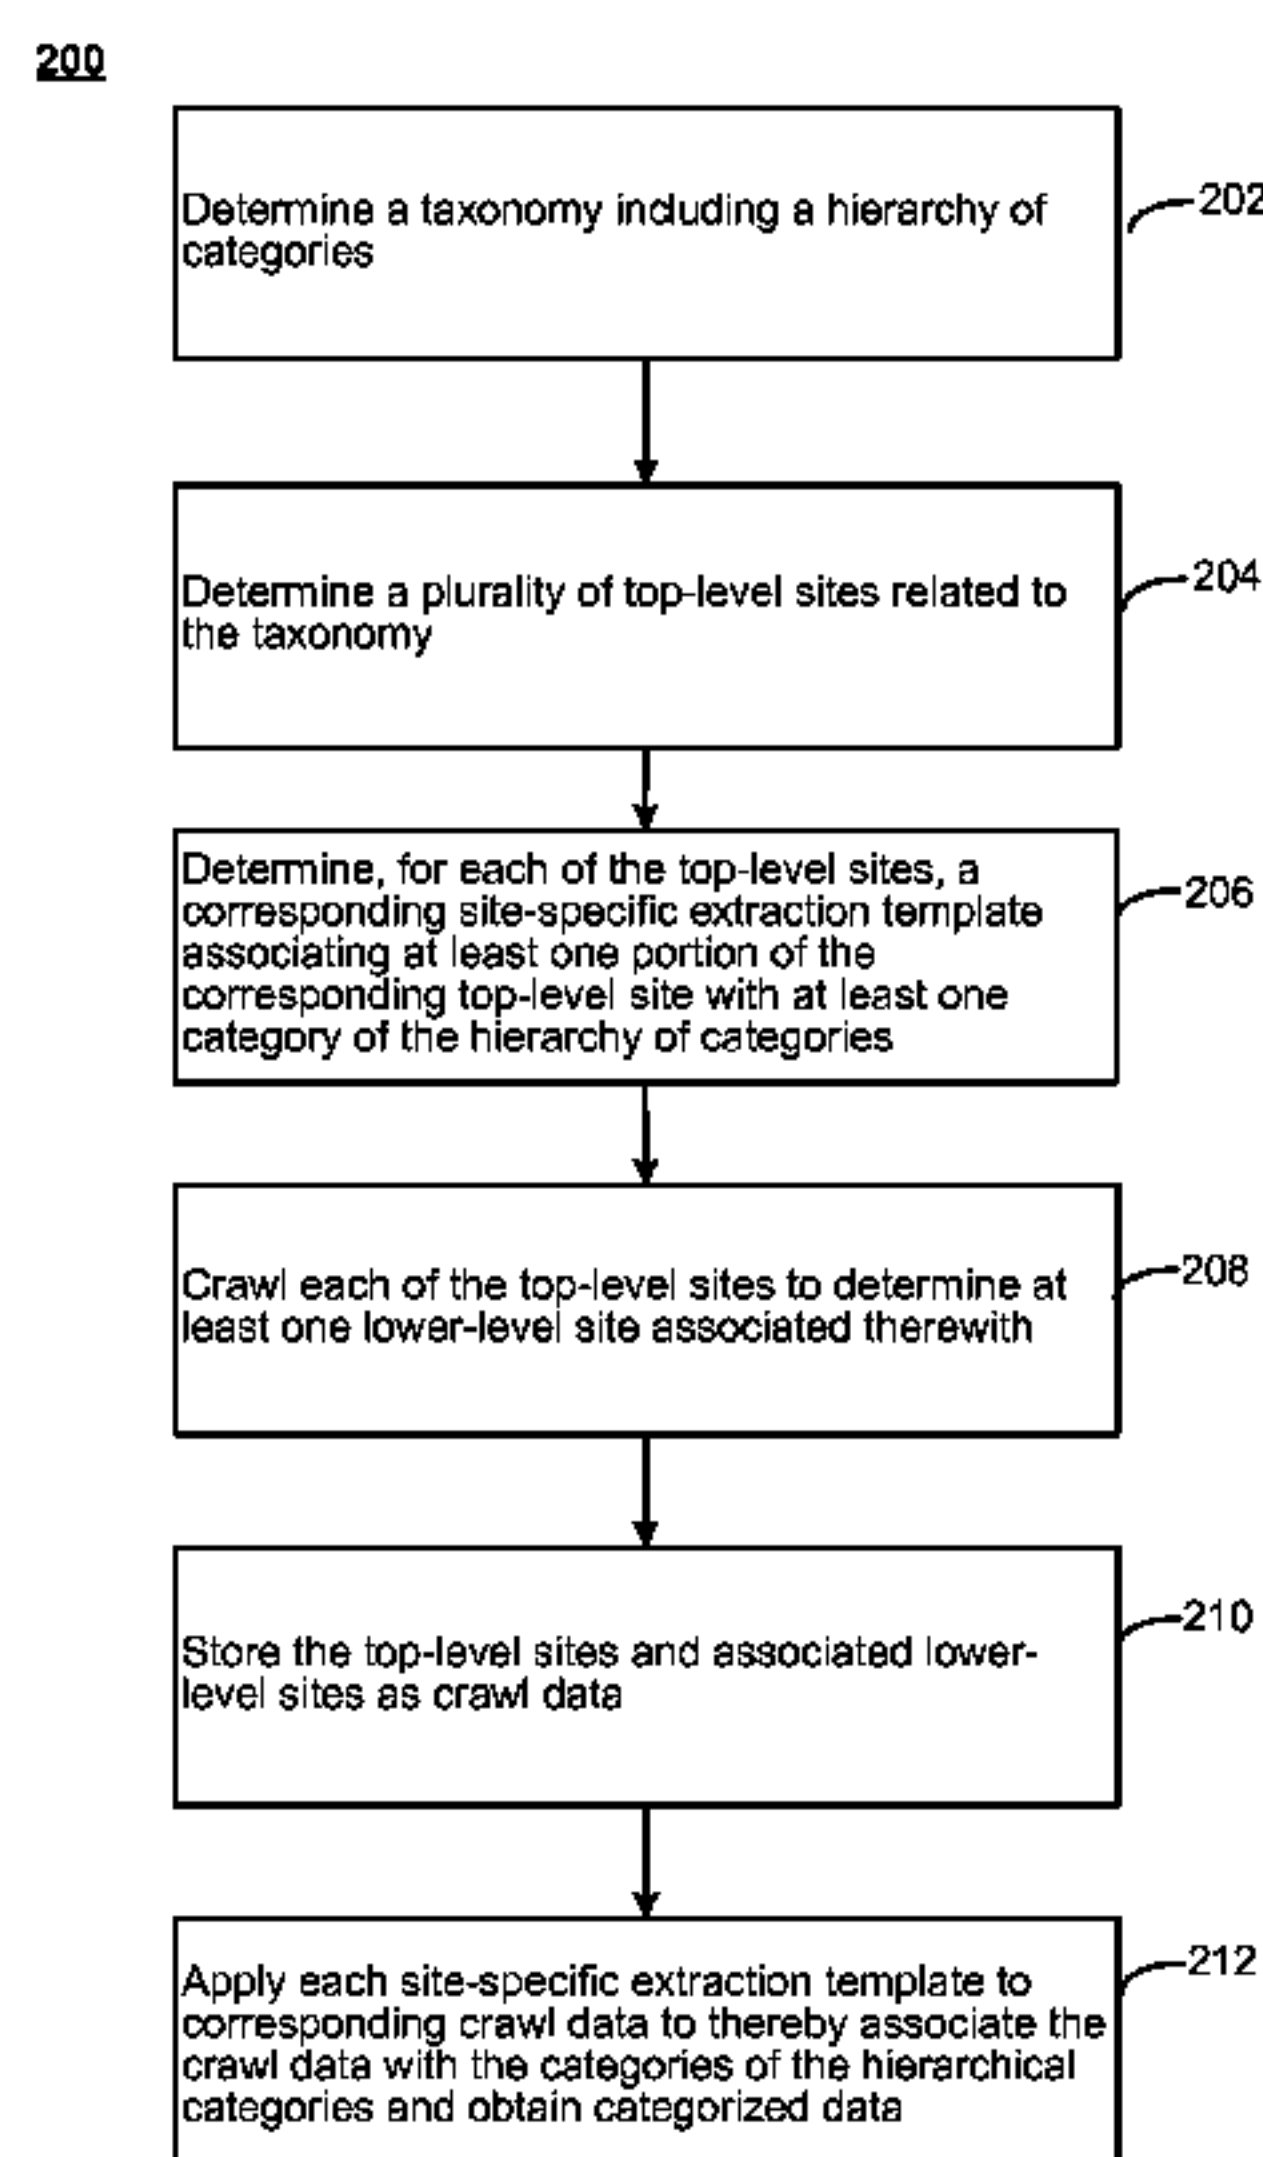 200
Determine a taxonomy including a hierarchy of
categories
202
Determine a plurality of top-level sites related to
the taxonomy
204
Determine, for each of the top-level sites, a
corresponding site-specific extraction template
associating at least one portion of the
corresponding top-level site with at least one
category of the hierarchy of categories
206
Crawl each of the top-level sites to determine at
least one lower-level site associated therewith
208
Store the top-level sites and associated lower-
level sites as crawl data
210
Apply each site-specific extraction template to
corresponding crawl data to thereby associate the
crawl data with the categories of the hierarchical
categories and obtain categorized data
212